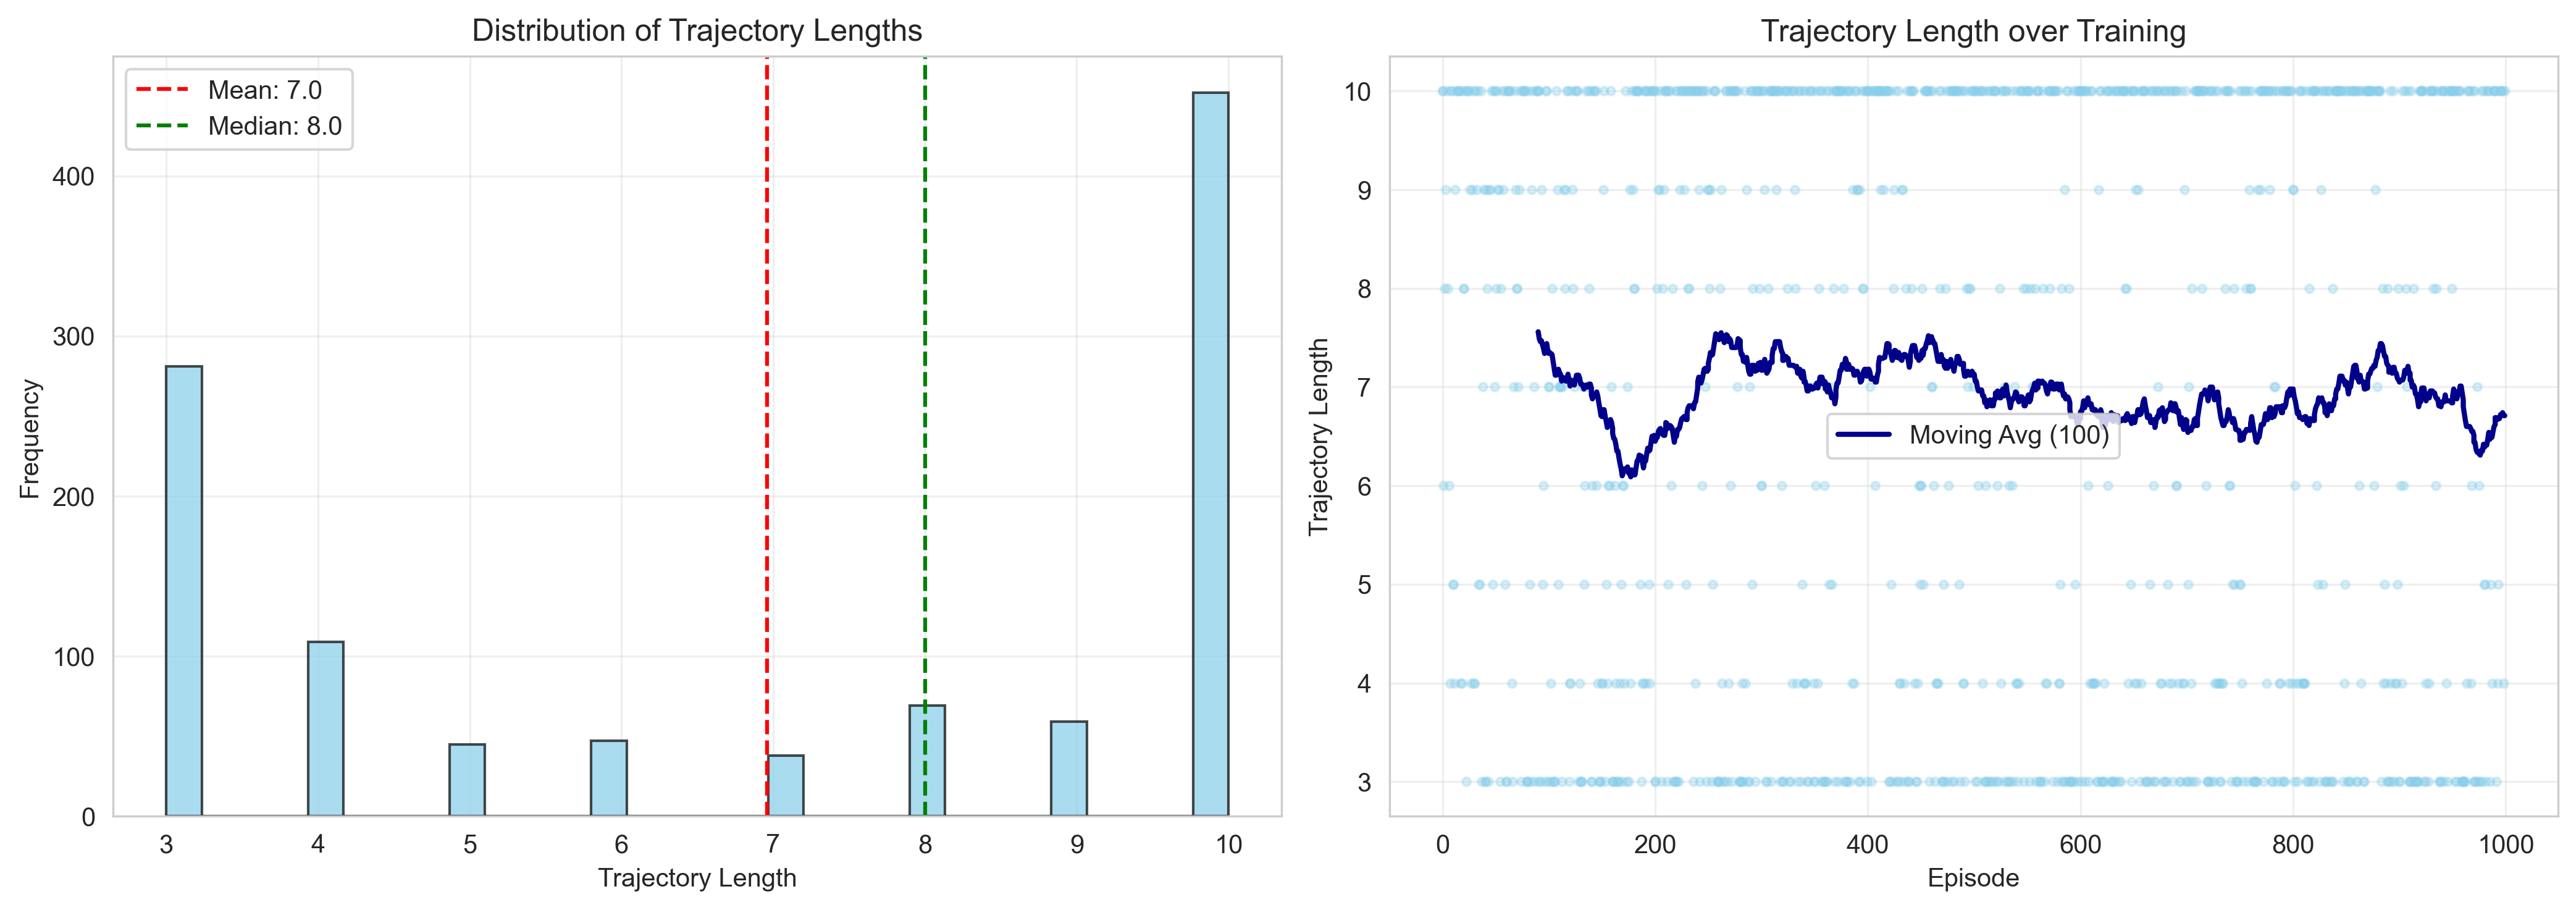 Distribution of Trajectory Lengths
Mean: 7.0
Median: 8.0
Frequency
400
300
200
100
0
3 4 5 6 7 8 9 10
Trajectory Length
Trajectory Length over Training
Trajectory Length
10
9
8
7
6
5
4
3
Moving Avg (100)
0 200 400 600 800 1000
Episode